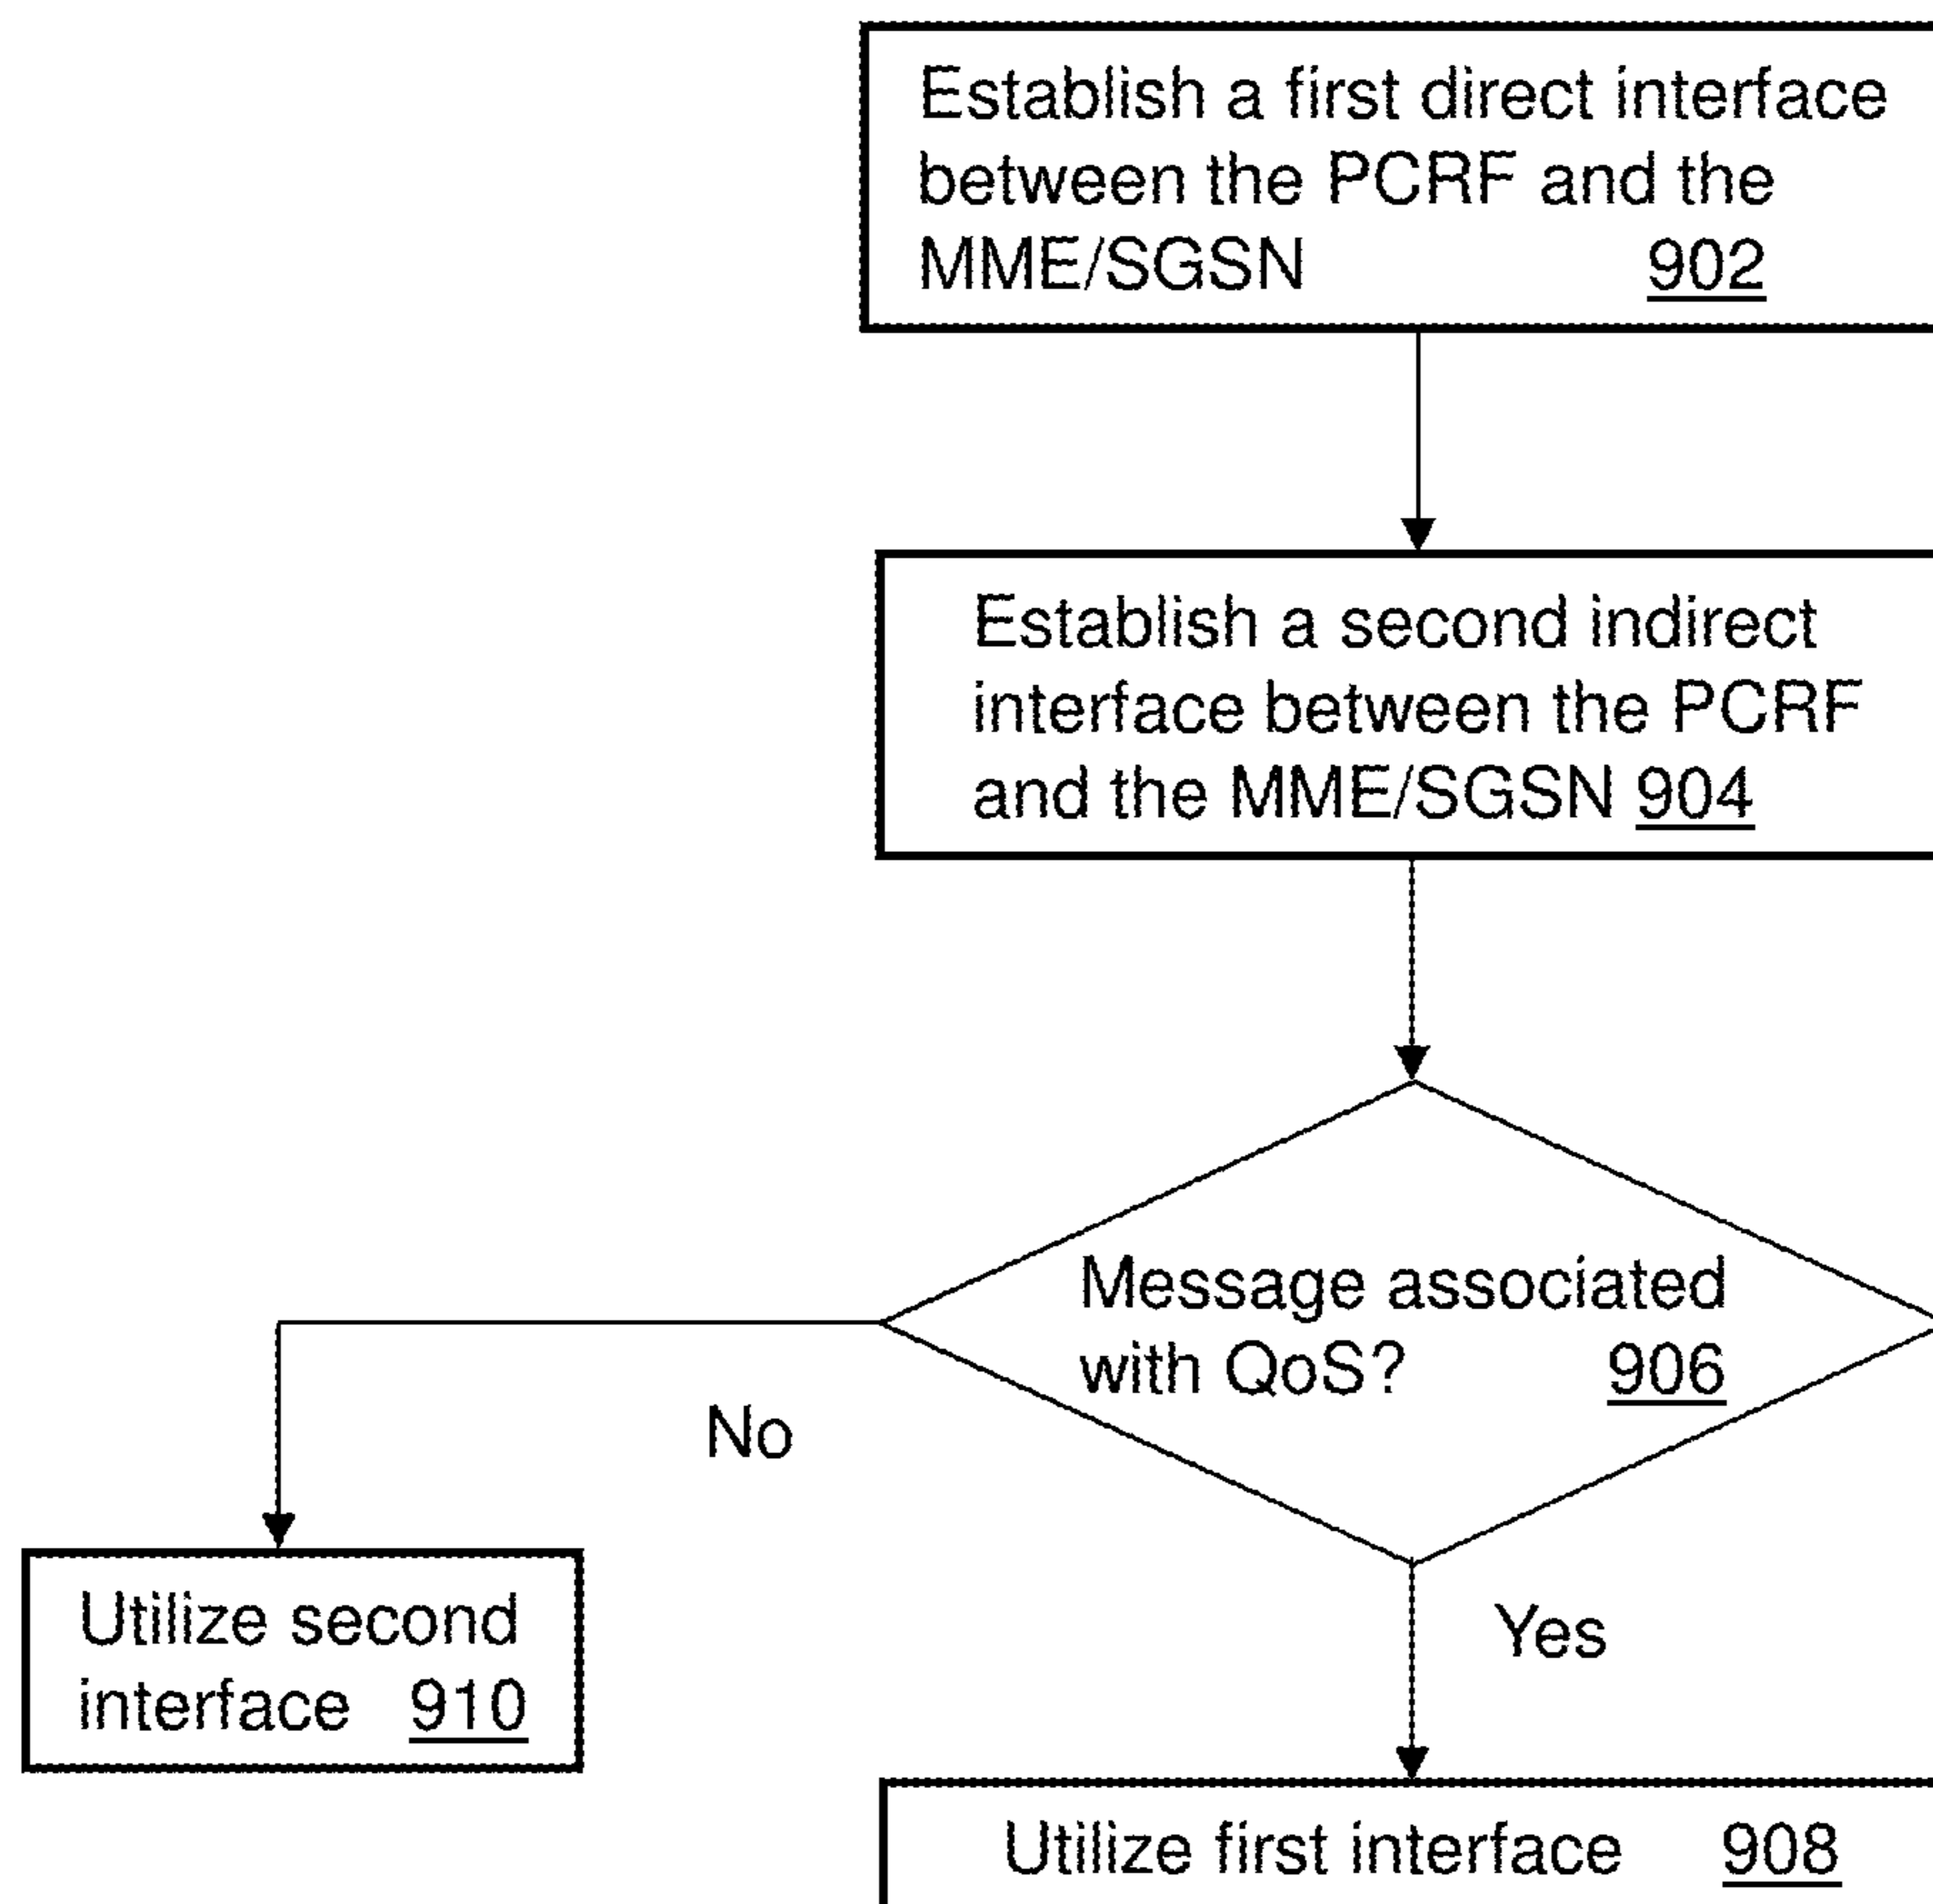 Establish a first direct interface
between the PCRF and the
MME/SGSN 902
Establish a second indirect
interface between the PCRF
and the MME/SGSN 904
Message associated
with QoS? 906
No
Yes
Utilize second
interface 910
Utilize first interface 908